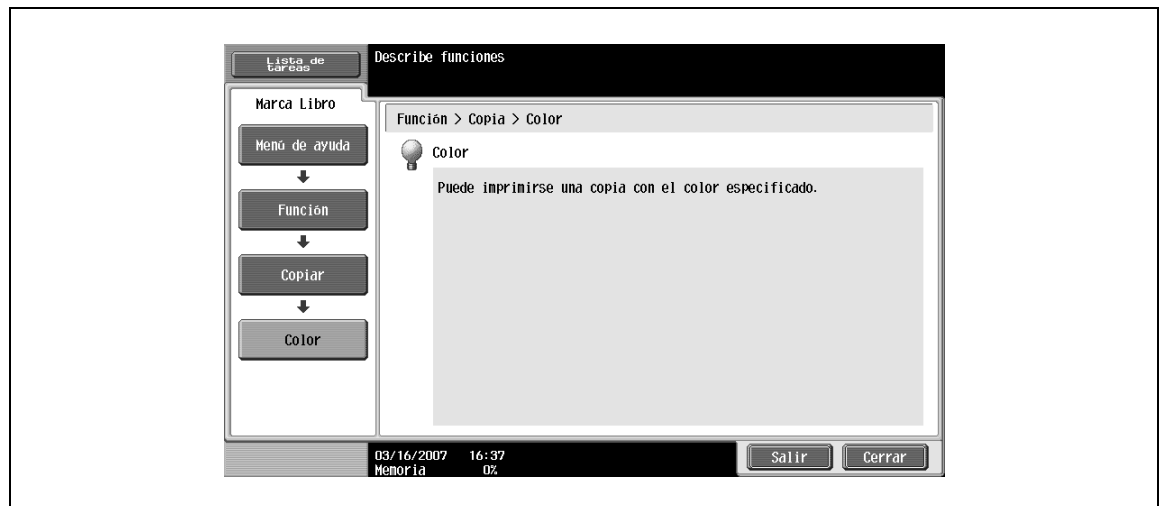 Lista de
tareas
Describe funciones
Marca Libro
Menú de ayuda
Función
Copiar
Color
Función > Copia > Color
Color
Puede imprimirse una copia con el color especificado.
03/16/2007 16:37
Memoria 0%
Salir
Cerrar